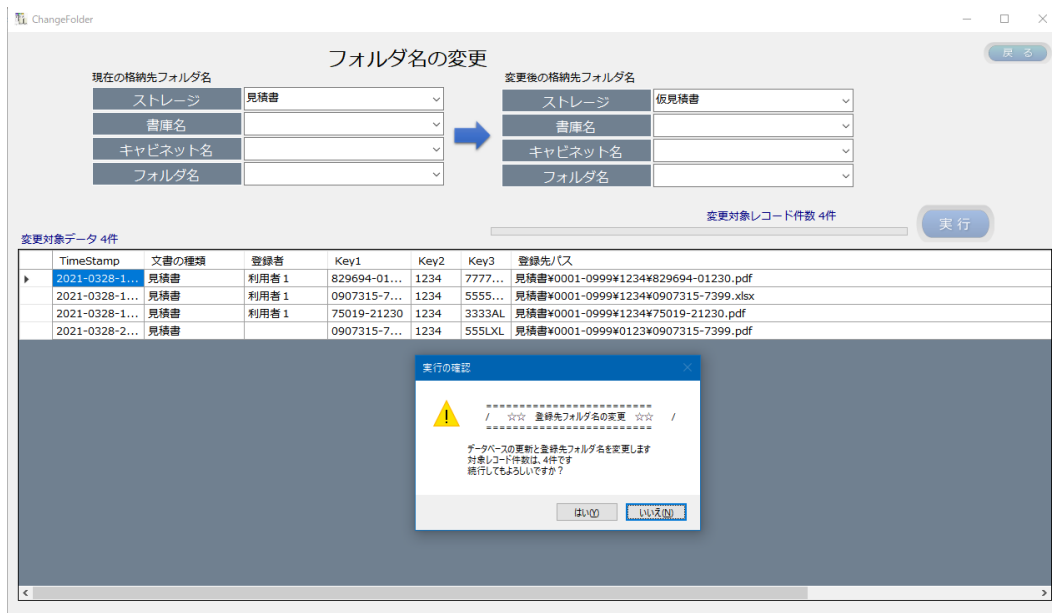 ChangeFolder
フォルダ名の変更
戻る
現在の格納先フォルダ名
変更後の格納先フォルダ名
ストレージ 見積書
ストレージ 仮見積書
書庫名
書庫名
キャビネット名
キャビネット名
フォルダ名
フォルダ名
変更対象レコード件数 4件
実行
変更対象データ 4件
TimeStamp 文書の種類 登録者 Key1 Key2 Key3 登録先パス
2021-0328-1... 見積書 利用者1 829694-01... 1234 7777... 見積書¥0001-0999¥1234¥829694-01230.pdf
2021-0328-1... 見積書 利用者1 0907315-7... 1234 5555... 見積書¥0001-0999¥1234¥0907315-7399.xlsx
2021-0328-1... 見積書 利用者1 75019-21230 1234 3333AL 見積書¥0001-0999¥1234¥75019-21230.pdf
2021-0328-2... 見積書 0907315-7... 1234 555LXL 見積書¥0001-0999¥0123¥0907315-7399.pdf
実行の確認
=========================
/ ☆☆ 登録先フォルダ名の変更 ☆☆ /
=========================
データベースの更新と登録先フォルダ名を変更します
対象レコード件数は、4件です
続行してもよろしいですか？
はい(Y) いいえ(N)